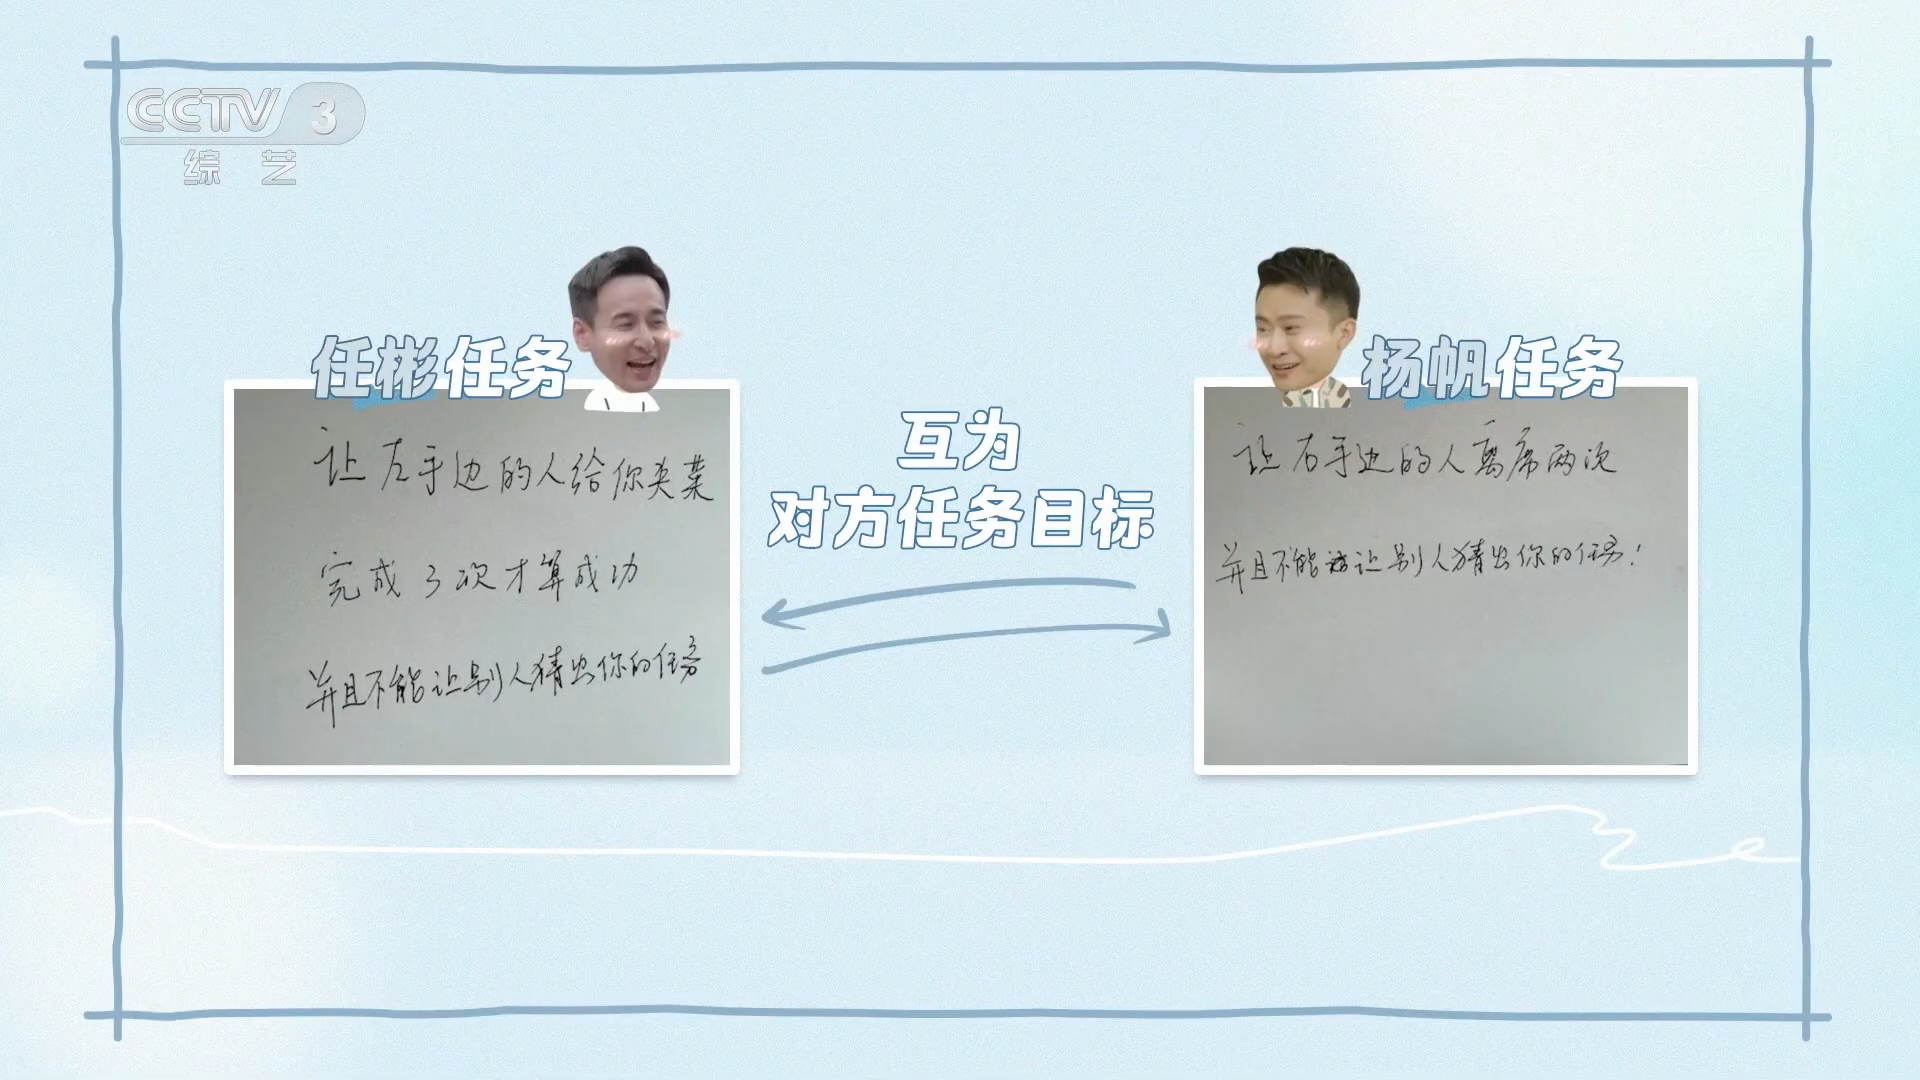 CCTV 3
综艺
任彬任务
让左手边的人给你夹菜
完成3次才算成功
并且不能让别人猜出你的任务
互为
对方任务目标
杨帆任务
让右手边的人离席两次
并且不能让别人猜出你的任务!